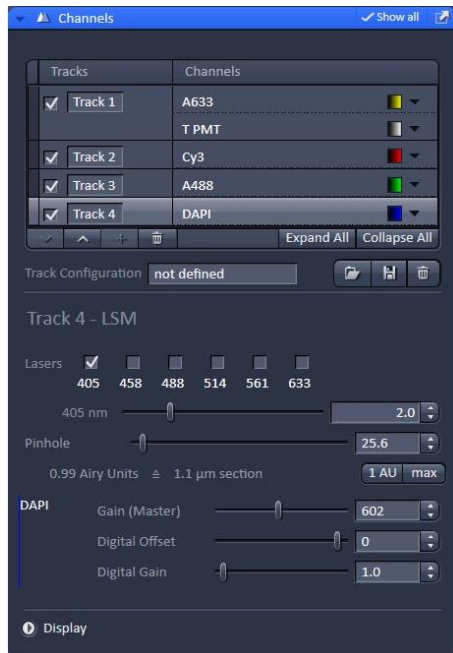 Channels Show all
Tracks Channels
Track 1 A633
T PMT
Track 2 Cy3
Track 3 A488
Track 4 DAPI
Expand All Collapse All
Track Configuration not defined
Track 4 - LSM
Lasers
405 458 488 514 561 633
405 nm 2.0
Pinhole 25.6
0.99 Airy Units ≙ 1.1 µm section 1 AU max
DAPI Gain (Master) 602
Digital Offset 0
Digital Gain 1.0
Display